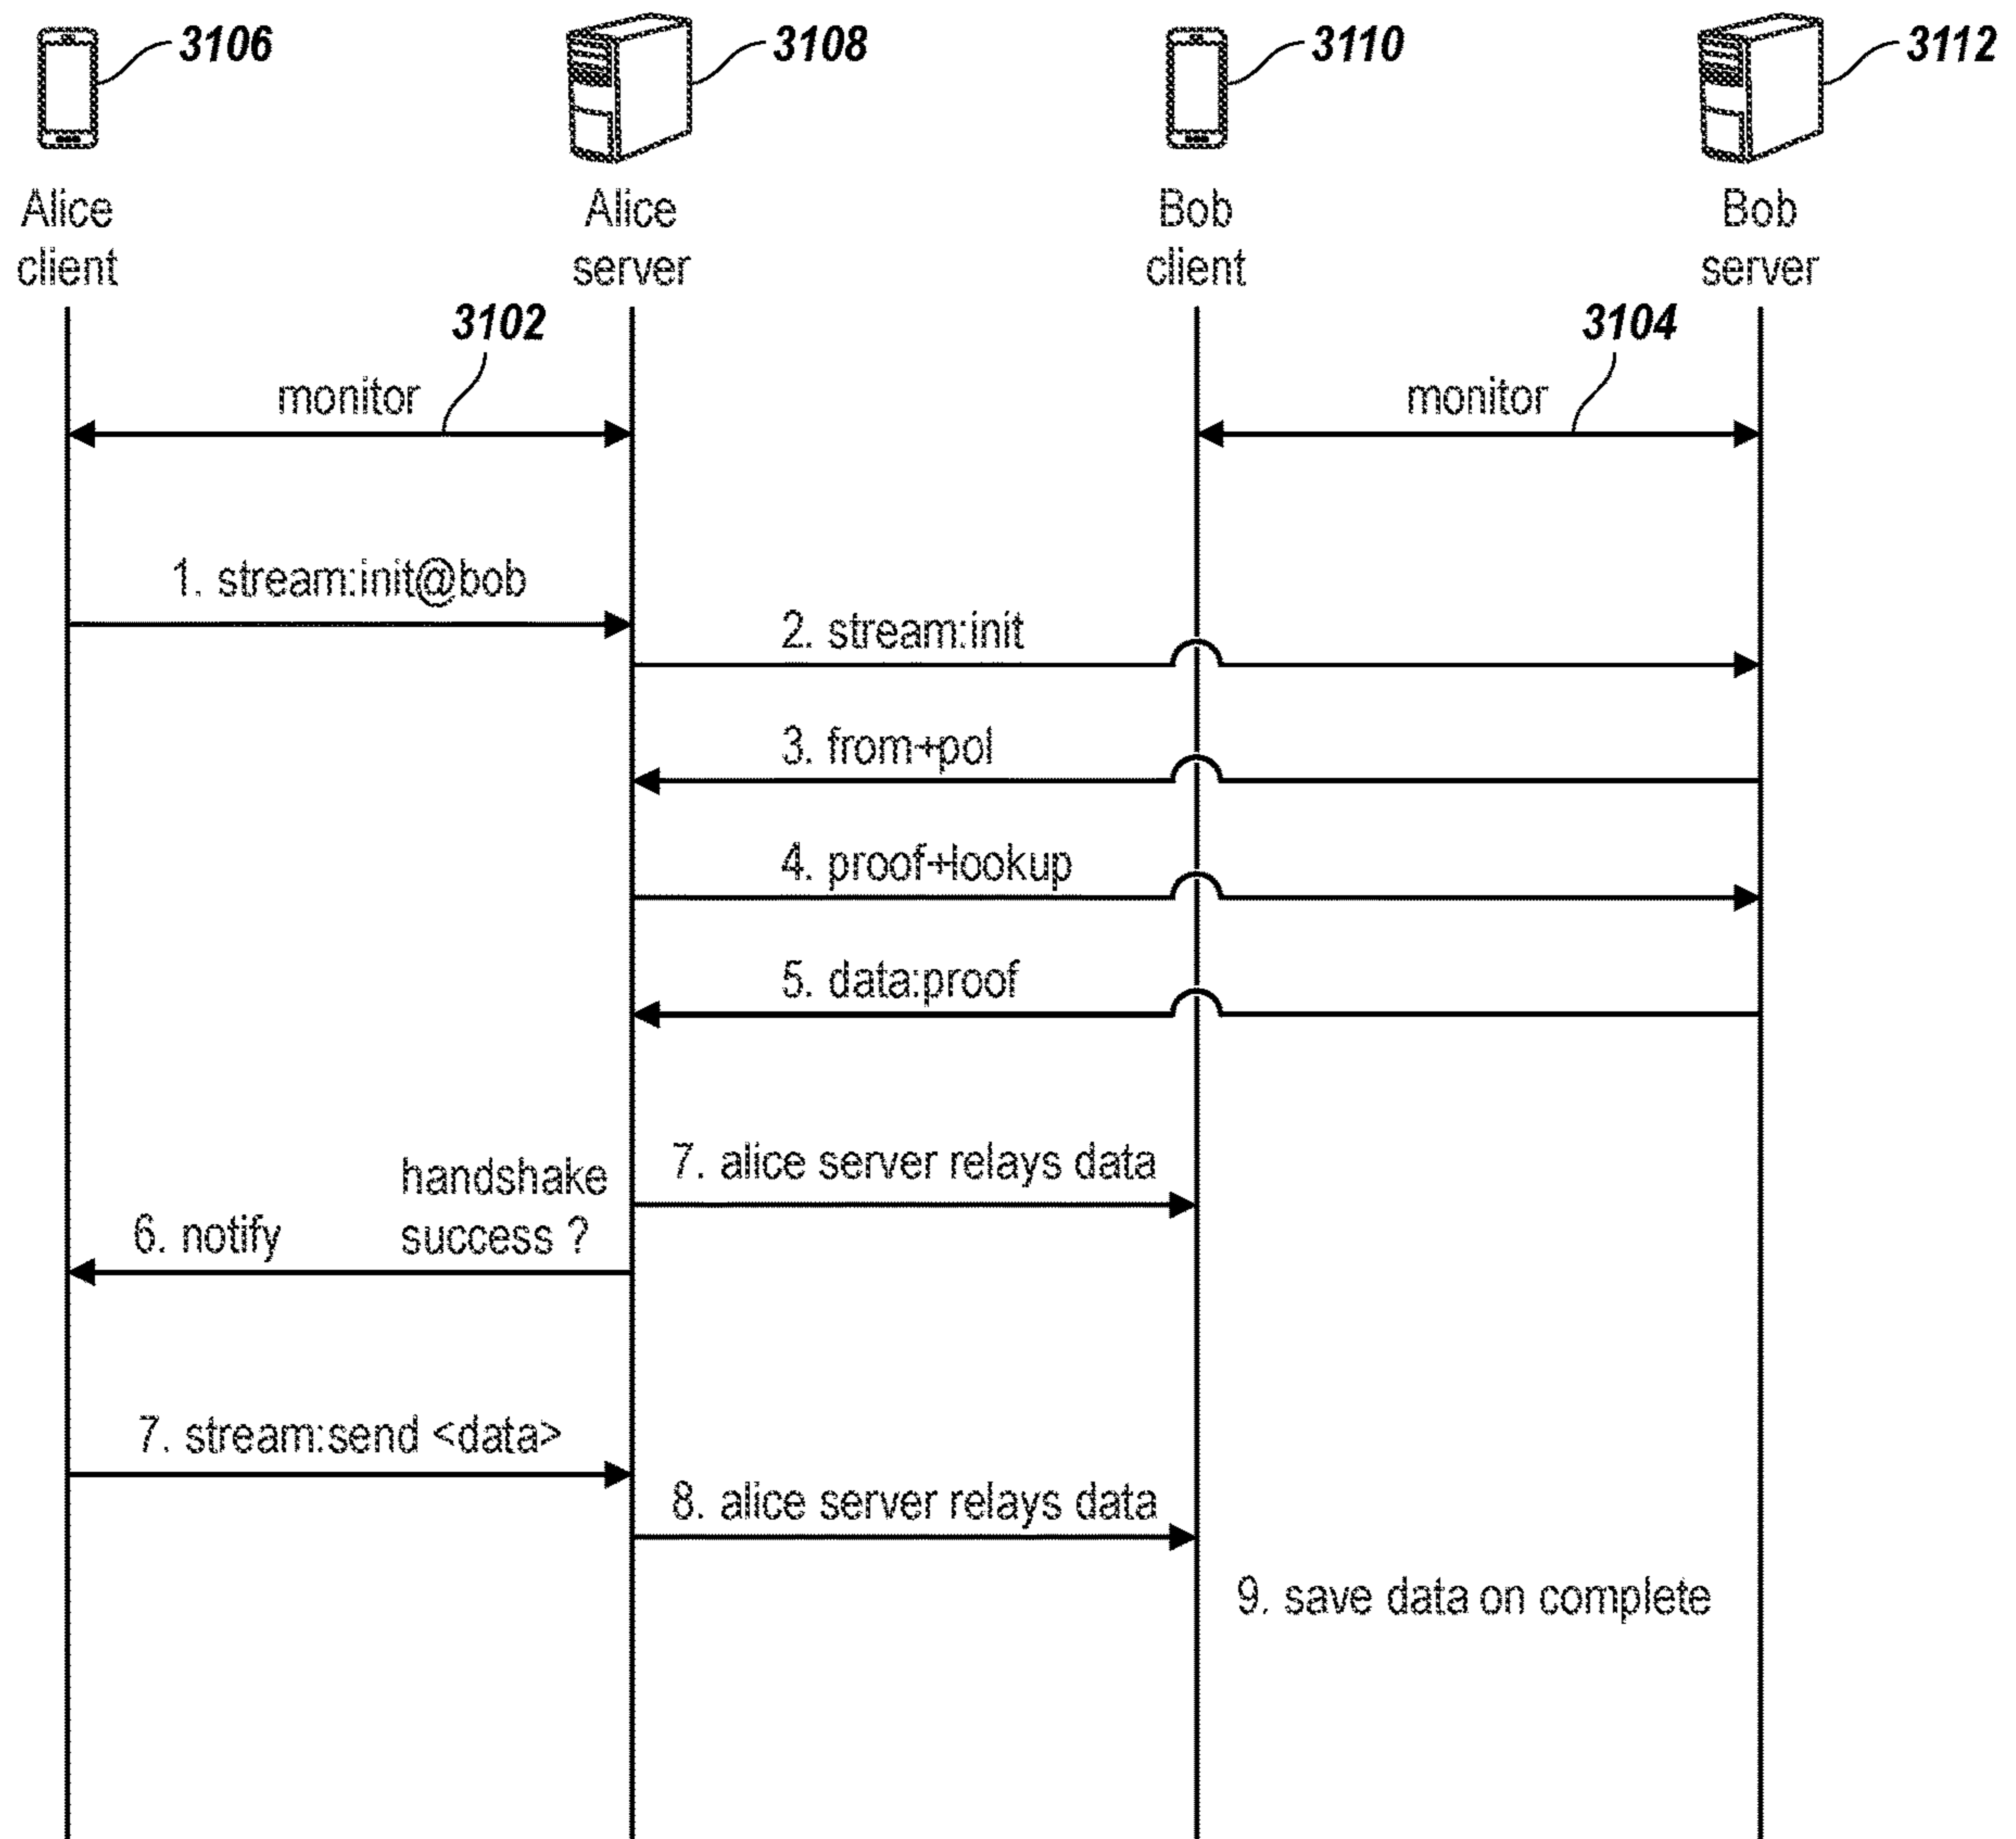 3106
3108
3110
3112
Alice
client
Alice
server
Bob
client
Bob
server
3102
3104
monitor
monitor
1. stream:init@bob
2. stream:init
3. from+pol
4. proof+lookup
5. data:proof
handshake
success ?
7. alice server relays data
6. notify
7. stream:send <data>
8. alice server relays data
9. save data on complete